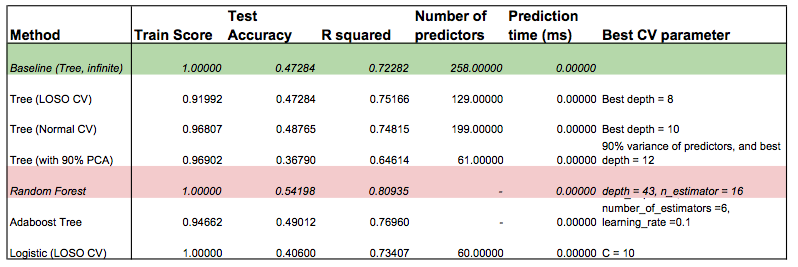 Method Train Score Test Accuracy R squared Number of predictors Prediction time (ms) Best CV parameter
Baseline (Tree, infinite) 1.00000 0.47284 0.72282 258.00000 0.00000
Tree (LOSO CV) 0.91992 0.47284 0.75166 129.00000 0.00000 Best depth = 8
Tree (Normal CV) 0.96807 0.48765 0.74815 199.00000 0.00000 Best depth = 10
Tree (with 90% PCA) 0.96902 0.36790 0.64614 61.00000 0.00000 90% variance of predictors, and best depth = 12
Random Forest 1.00000 0.54198 0.80935 - 0.00000 depth = 43, n_estimator = 16
Adaboost Tree 0.94662 0.49012 0.76960 - 0.00000 number_of_estimators =6, learning_rate =0.1
Logistic (LOSO CV) 1.00000 0.40600 0.73407 60.00000 0.00000 C = 10